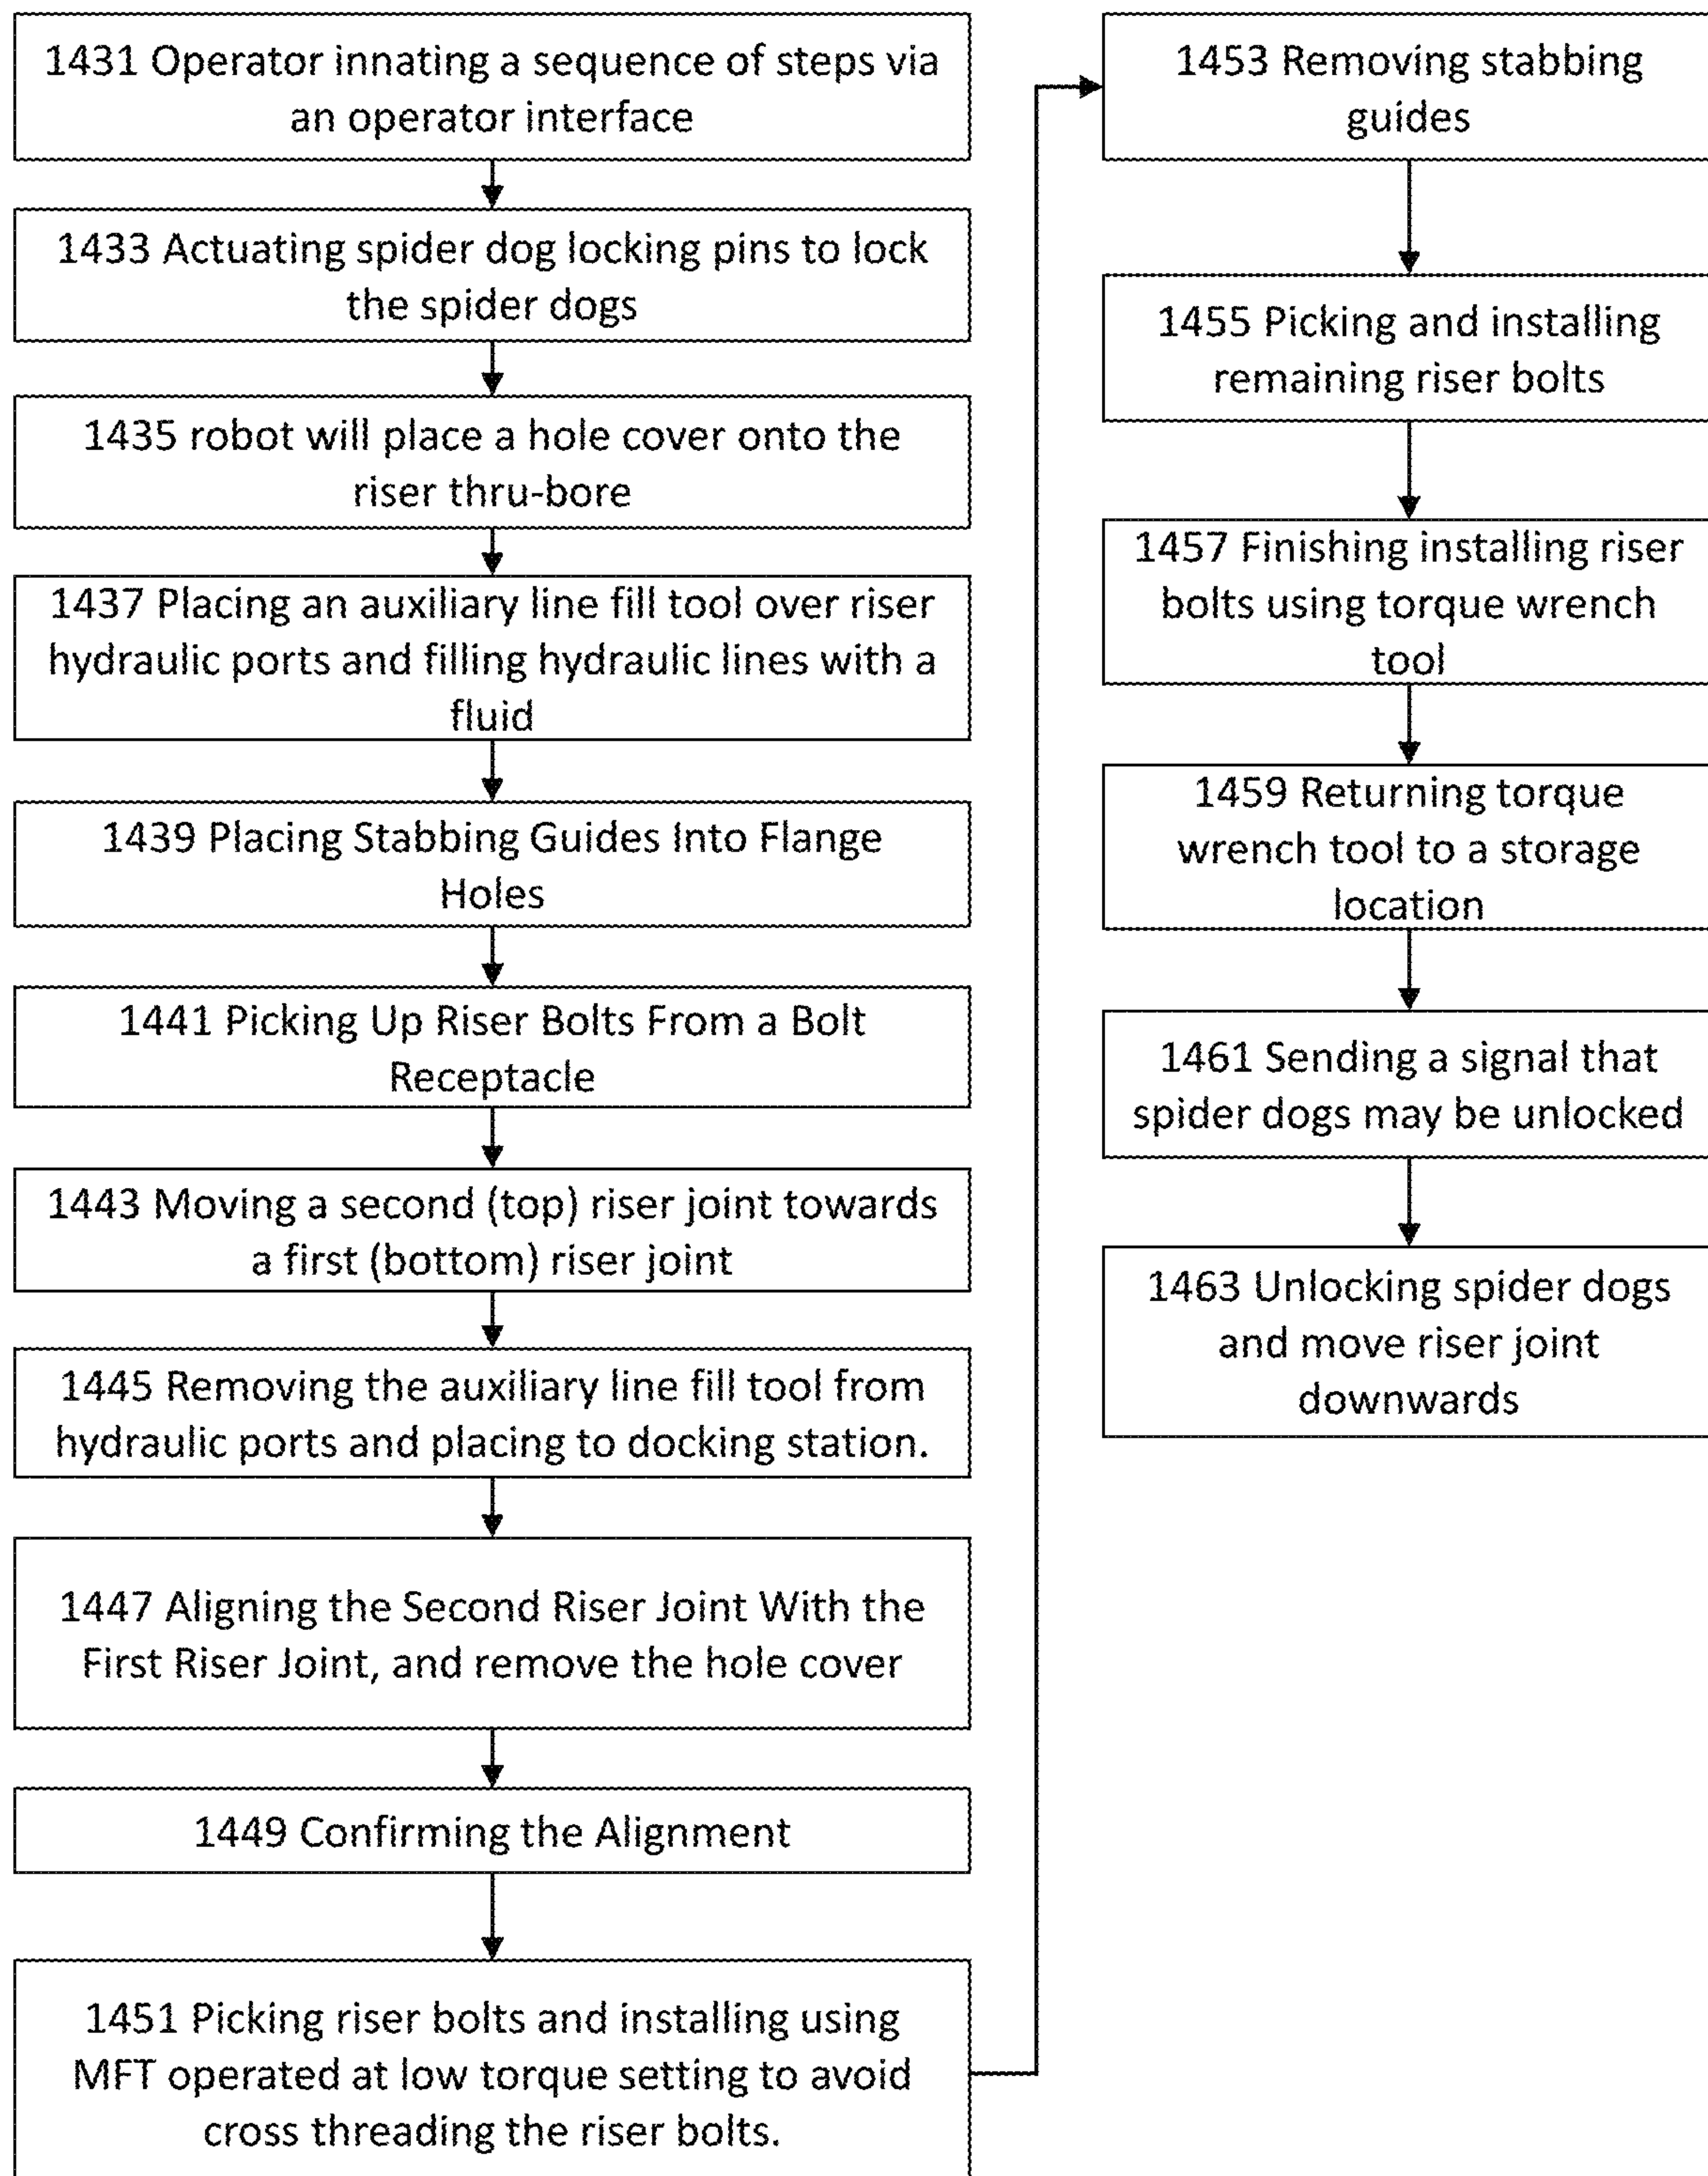 1431 Operator innating a sequence of steps via
an operator interface
1433 Actuating spider dog locking pins to lock
the spider dogs
1435 robot will place a hole cover onto the
riser thru-bore
1437 Placing an auxiliary line fill tool over riser
hydraulic ports and filling hydraulic lines with a
fluid
1439 Placing Stabbing Guides Into Flange
Holes
1441 Picking Up Riser Bolts From a Bolt
Receptacle
1443 Moving a second (top) riser joint towards
a first (bottom) riser joint
1445 Removing the auxiliary line fill tool from
hydraulic ports and placing to docking station.
1447 Aligning the Second Riser Joint With the
First Riser Joint, and remove the hole cover
1449 Confirming the Alignment
1451 Picking riser bolts and installing using
MFT operated at low torque setting to avoid
cross threading the riser bolts.
1453 Removing stabbing
guides
1455 Picking and installing
remaining riser bolts
1457 Finishing installing riser
bolts using torque wrench
tool
1459 Returning torque
wrench tool to a storage
location
1461 Sending a signal that
spider dogs may be unlocked
1463 Unlocking spider dogs
and move riser joint
downwards